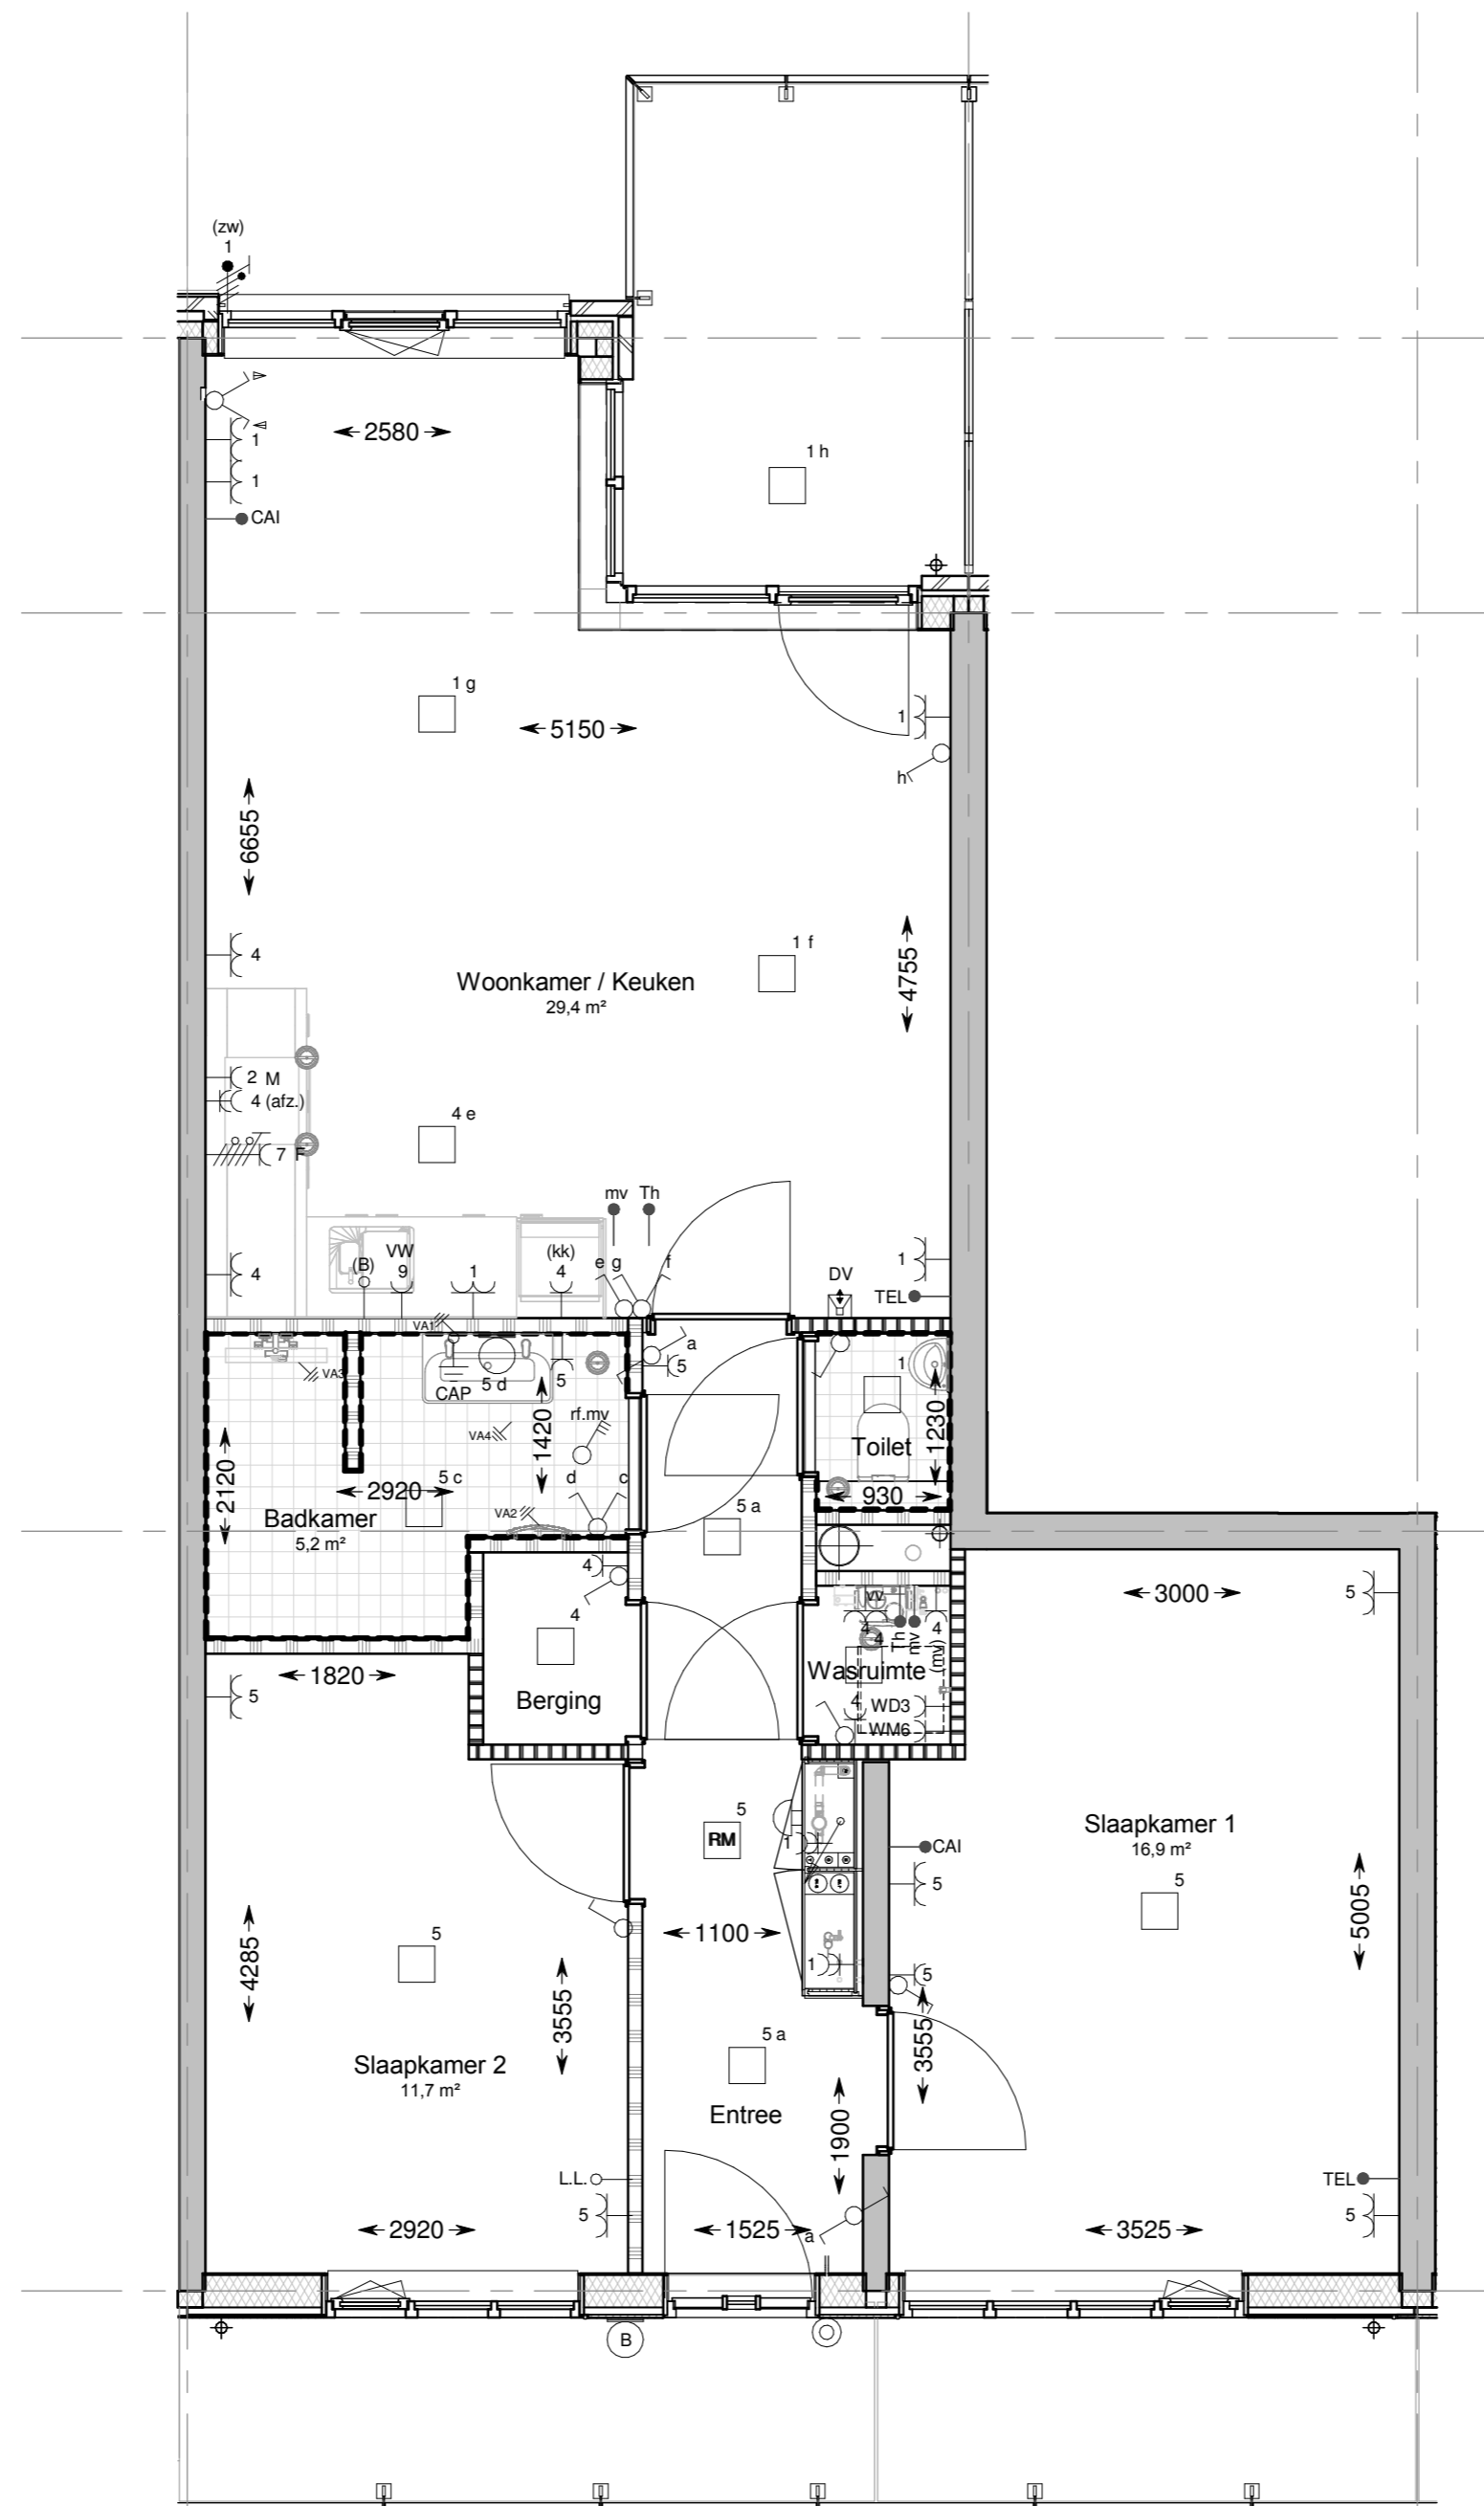 (zw)
1
2580
1
1
CAI
1 h
1 g
5150
1
h
6655
4
Woonkamer / Keuken
29,4 m²
1 f
4755
2 M
4 (afz.)
4 e
7 F
mv Th
4
(B)
VW
9
1
(kk)
4
e g
f
DV
1
TEL
VA1
VA3
CAP
5 d
5
a
5
1
1420
rf.mv
VA4
Toilet
1230
2120
2920
5 c
d
c
930
Badkamer
5,2 m²
VA2
5 a
4
4
3000
5
vv
4
4
4
Th
mv
(mv)
1820
5
Berging
Wasruimte
4
WD3
WM6
5
RM
1
Slaapkamer 1
16,9 m²
CAI
5
5
4285
5
3555
1100
1
5
3555
5005
Slaapkamer 2
11,7 m²
5 a
Entree
1900
L.L.
5
TEL
5
2920
1525
a
3525
B